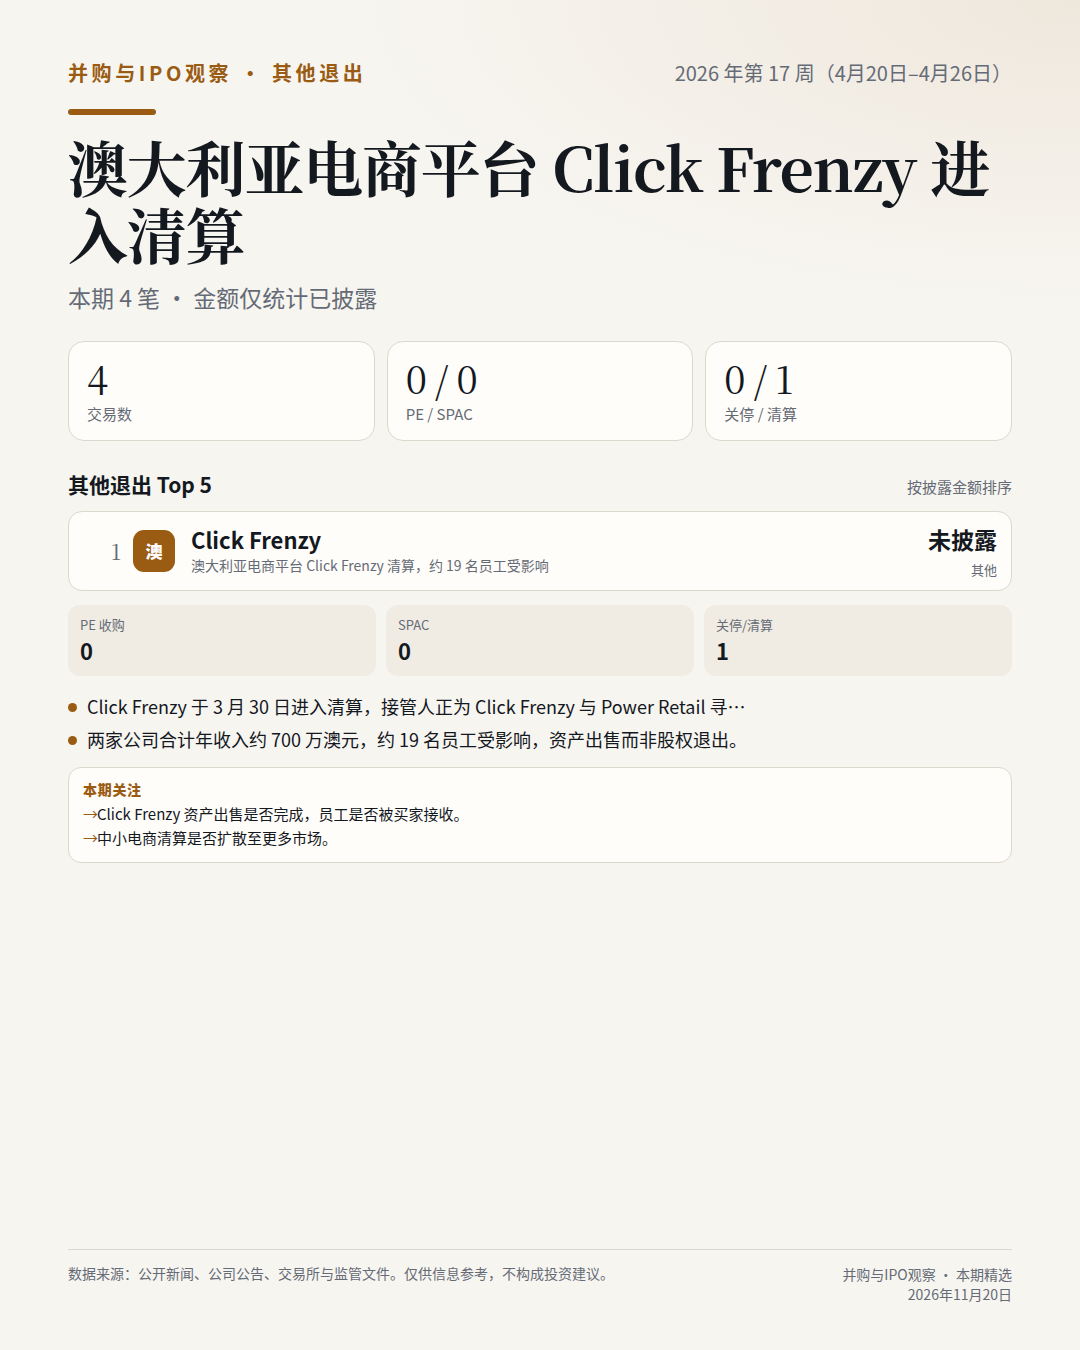 并购与IPO观察 · 其他退出
2026 年第 17 周（4月20日–4月26日）
澳大利亚电商平台 Click Frenzy 进
入清算
本期 4 笔 · 金额仅统计已披露
4
交易数
0 / 0
PE / SPAC
0 / 1
关停 / 清算
其他退出 Top 5
按披露金额排序
1
澳
Click Frenzy
澳大利亚电商平台 Click Frenzy 清算，约 19 名员工受影响
未披露
其他
PE 收购
0
SPAC
0
关停/清算
1
Click Frenzy 于 3 月 30 日进入清算，接管人正为 Click Frenzy 与 Power Retail 寻…
两家公司合计年收入约 700 万澳元，约 19 名员工受影响，资产出售而非股权退出。
本期关注
→Click Frenzy 资产出售是否完成，员工是否被买家接收。
→中小电商清算是否扩散至更多市场。
数据来源：公开新闻、公司公告、交易所与监管文件。仅供信息参考，不构成投资建议。
并购与IPO观察 · 本期精选
2026年11月20日